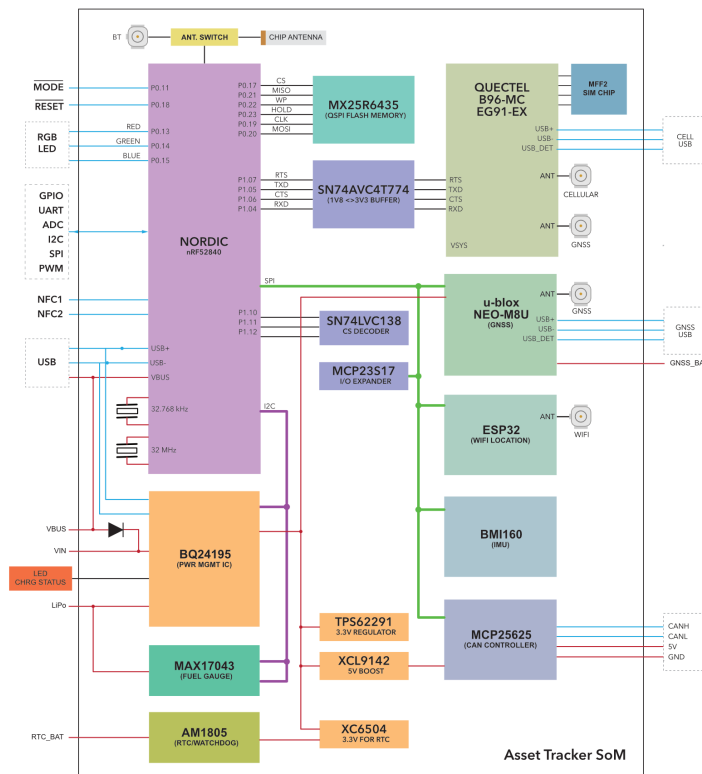 BT
ANT. SWITCH
CHIP ANTENNA
MODE
RESET
RGB
LED
RED
GREEN
BLUE
GPIO
UART
ADC
I2C
SPI
PWM
NFC1
NFC2
USB
USB+
USB-
VBUS
32.768 kHz
32 MHz
P0.11
P0.18
P0.13
P0.14
P0.15
NORDIC
nRF52840
P0.17
P0.21
P0.22
P0.23
P0.19
P0.20
CS
MISO
WP
HOLD
CLK
MOSI
MX25R6435
(QSPI FLASH MEMORY)
P1.07
P1.05
P1.06
P1.04
RTS
TXD
CTS
RXD
SN74AVC4T774
(1V8 <>3V3 BUFFER)
RTS
TXD
CTS
RXD
QUECTEL
B96-MC
EG91-EX
VSYS
MFF2
SIM CHIP
USB+
USB-
USB_DET
CELL
USB
ANT
CELLULAR
ANT
GNSS
SPI
P1.10
P1.11
P1.12
SN74LVC138
CS DECODER
MCP23S17
I/O EXPANDER
u-blox
NEO-M8U
(GNSS)
ANT
GNSS
USB+
USB-
USB_DET
GNSS
USB
GNSS_BA
I2C
ESP32
(WIFI LOCATION)
ANT
WIFI
BMI160
(IMU)
VBUS
VIN
LED
CHRG STATUS
LiPo
BQ24195
(PWR MGMT IC)
TPS62291
3.3V REGULATOR
XCL9142
5V BOOST
MCP25625
(CAN CONTROLLER)
CANH
CANL
5V
GND
MAX17043
(FUEL GAUGE)
RTC_BAT
AM1805
(RTC/WATCHDOG)
XC6504
3.3V FOR RTC
Asset Tracker SoM